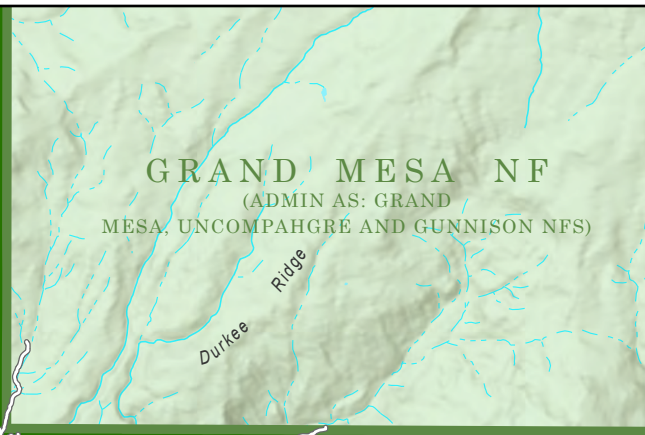 GRAND MESA NF
(ADMIN AS: GRAND
MESA, UNCOMPAHGRE AND GUNNISON NFS)
Durkee Ridge